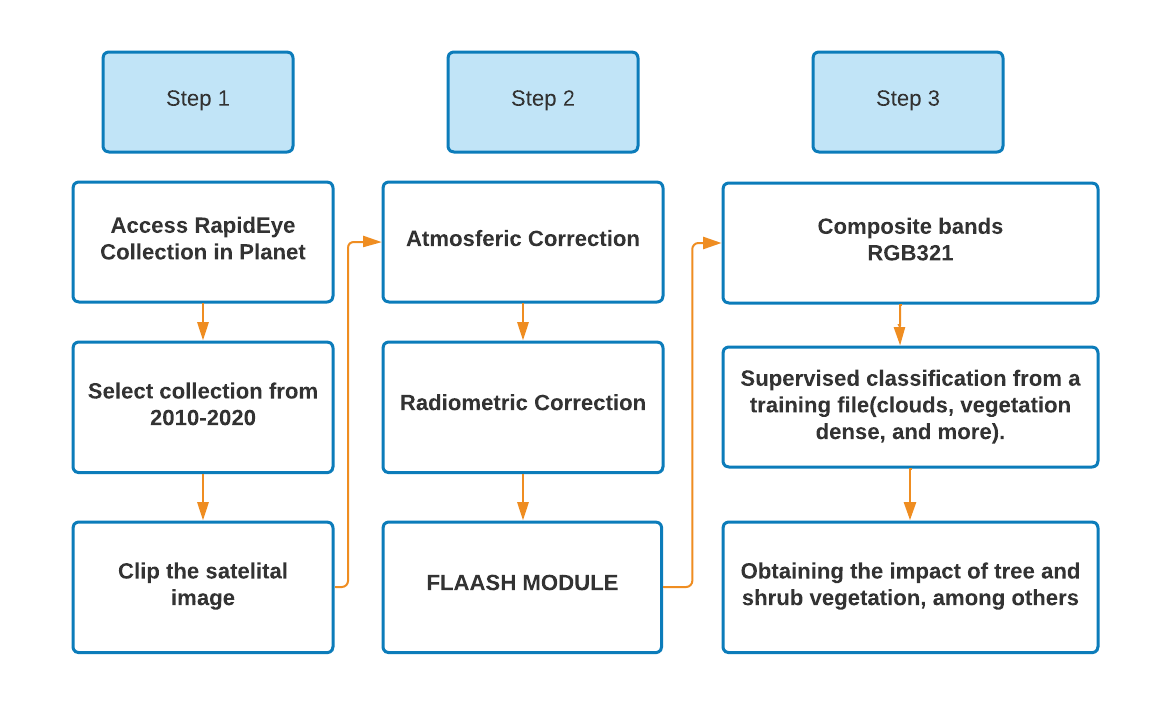 Step 1
Access RapidEye
Collection in Planet
Select collection from
2010-2020
Clip the satelital
image
Step 2
Atmosferic Correction
Radiometric Correction
FLAASH MODULE
Step 3
Composite bands
RGB321
Supervised classification from a
training file(clouds, vegetation
dense, and more).
Obtaining the impact of tree and
shrub vegetation, among others